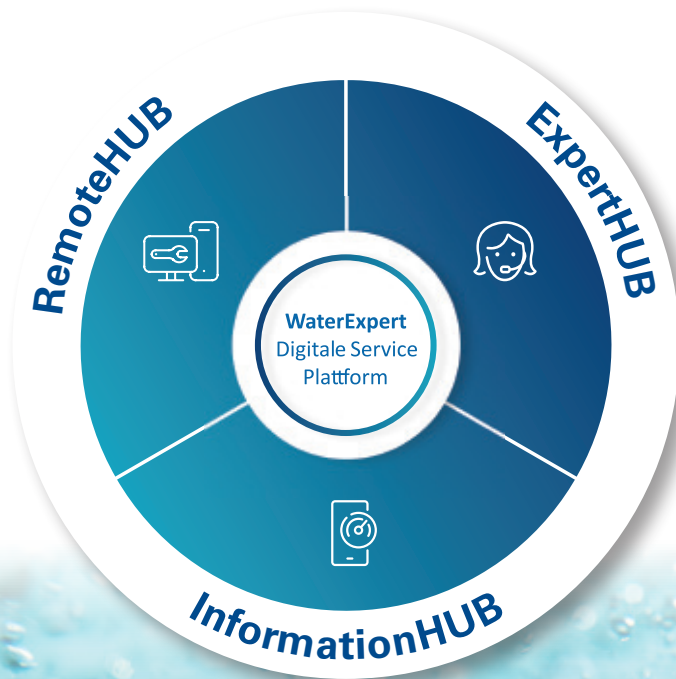 RemoteHUB
ExpertHUB
WaterExpert
Digitale Service
Plattform
InformationHUB